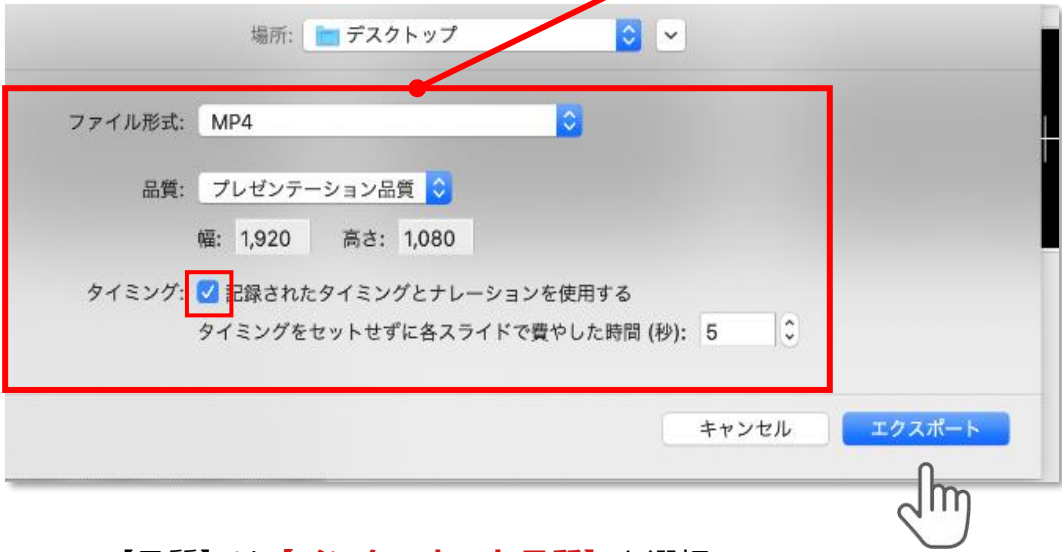 場所: デスクトップ
ファイル形式: MP4
品質: プレゼンテーション品質
幅: 1,920 高さ: 1,080
タイミング: 記録されたタイミングとナレーションを使用する
タイミングをセットせずに各スライドで費やした時間 (秒): 5
キャンセル エクスポート